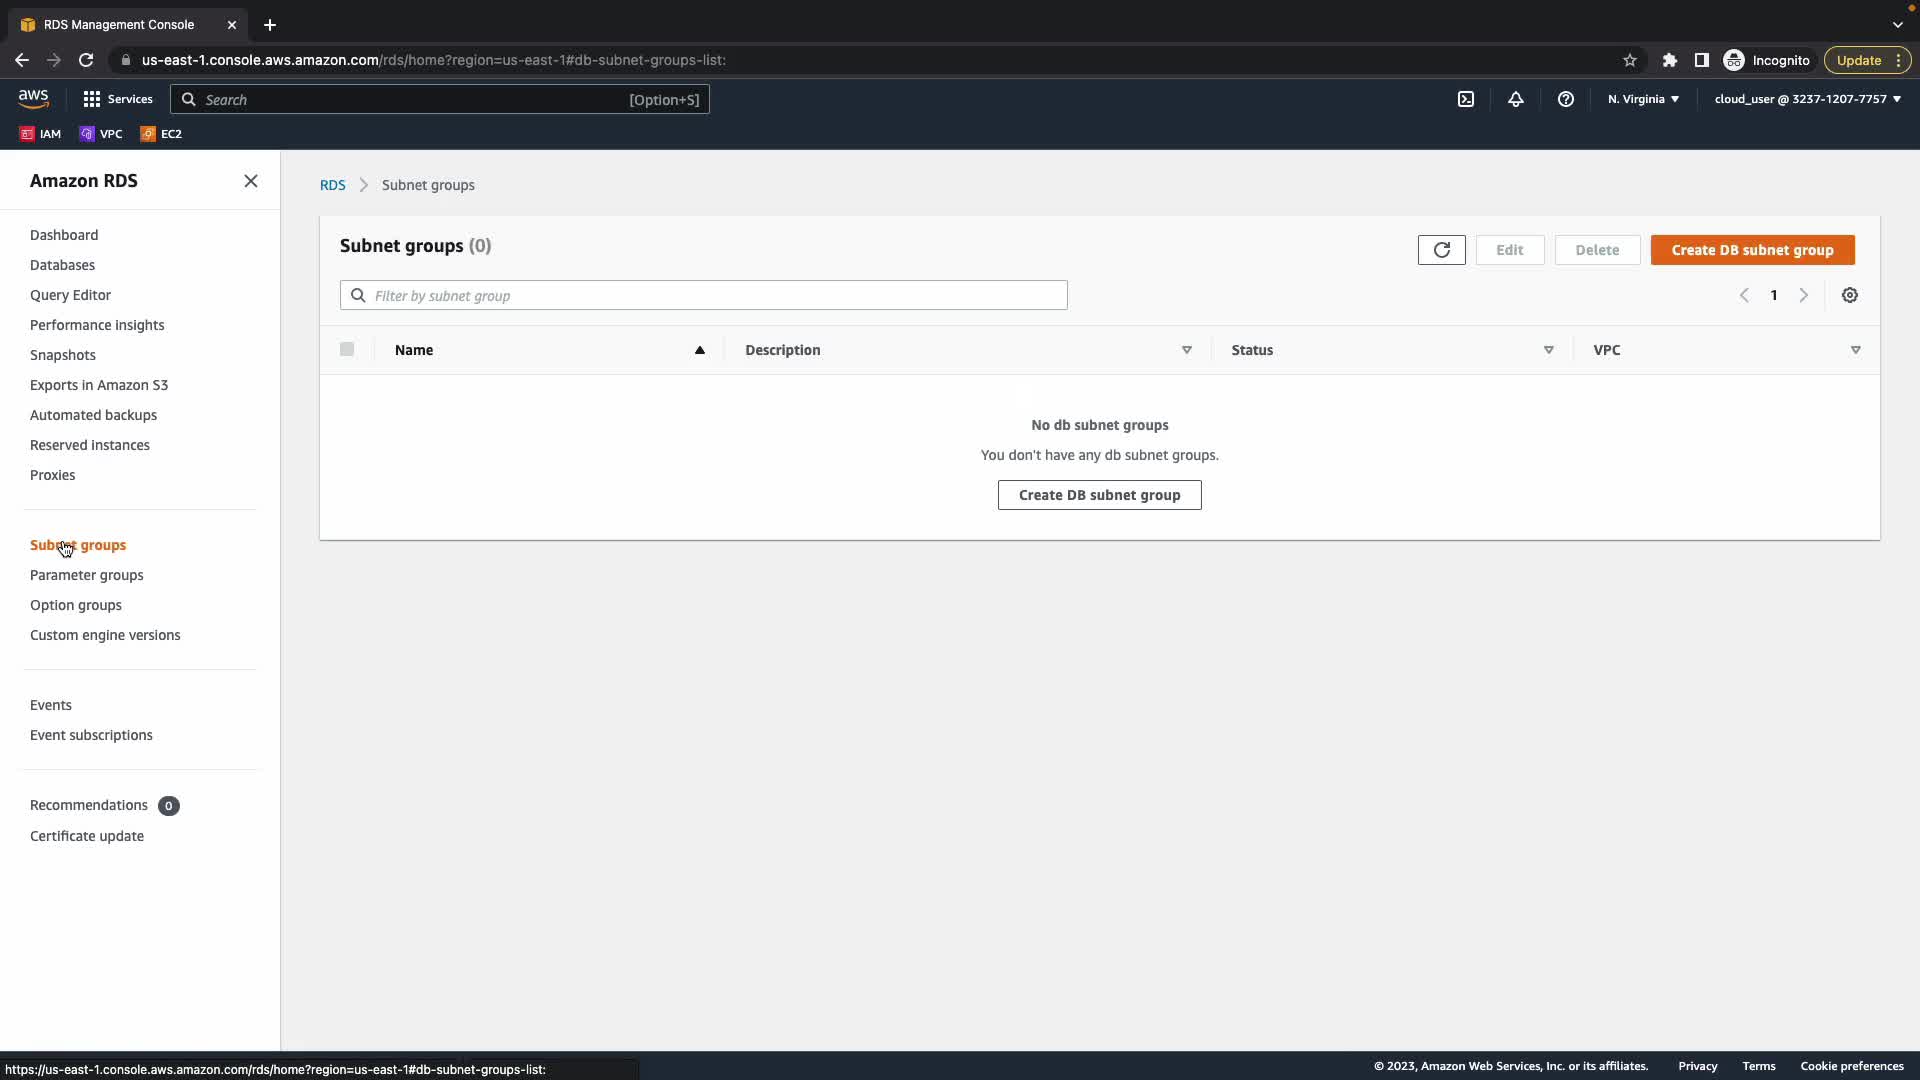 RDS Management Console
us-east-1.console.aws.amazon.com/rds/home?region=us-east-1#db-subnet-groups-list:
Incognito
Update
aws
Services
Search
[Option+S]
N. Virginia
cloud_user @ 3237-1207-7757
IAM
VPC
EC2
Amazon RDS
Dashboard
Databases
Query Editor
Performance insights
Snapshots
Exports in Amazon S3
Automated backups
Reserved instances
Proxies
Subnet groups
Parameter groups
Option groups
Custom engine versions
Events
Event subscriptions
Recommendations 0
Certificate update
RDS > Subnet groups
Subnet groups (0)
Edit
Delete
Create DB subnet group
Filter by subnet group
1
Name
Description
Status
VPC
No db subnet groups
You don't have any db subnet groups.
Create DB subnet group
https://us-east-1.console.aws.amazon.com/rds/home?region=us-east-1#db-subnet-groups-list:
© 2023, Amazon Web Services, Inc. or its affiliates.
Privacy
Terms
Cookie preferences